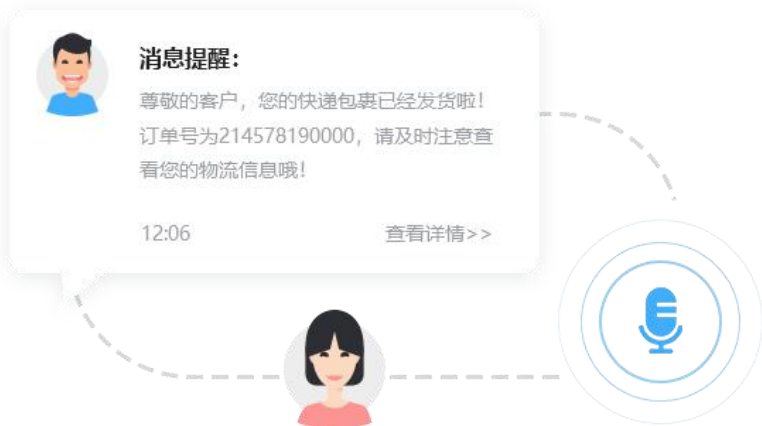 消息提醒：
尊敬的客户，您的快递包裹已经发货啦！
订单号为214578190000，请及时注意查
看您的物流信息哦！
12:06 查看详情>>